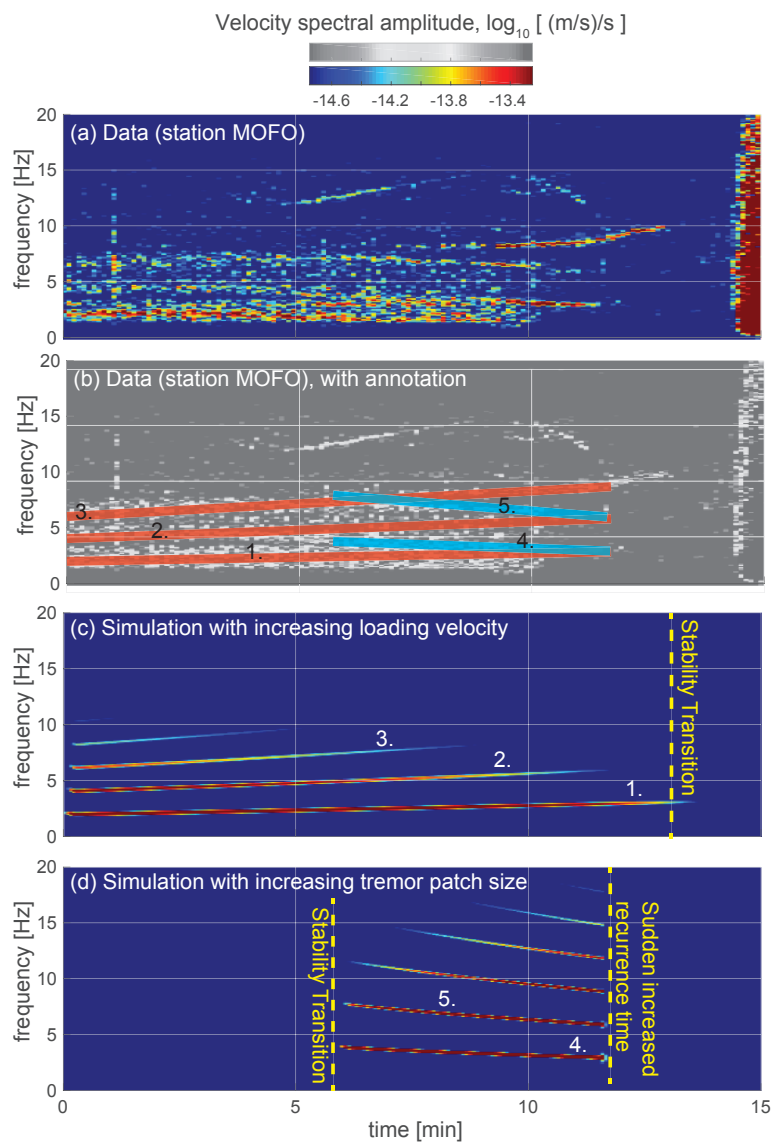 Velocity spectral amplitude, log10 [ (m/s)/s ]
-14.6 -14.2 -13.8 -13.4
20
(a) Data (station MOFO)
15
frequency [Hz]
10
5
0
20
(b) Data (station MOFO), with annotation
15
frequency [Hz]
10
3.
5.
2.
5
1.
4.
0
20
(c) Simulation with increasing loading velocity
Stability Transition
15
frequency [Hz]
10
3.
2.
5
1.
0
20
(d) Simulation with increasing tremor patch size
15
Stability Transition
Sudden increased
recurrence time
frequency [Hz]
10
5.
5
4.
0
0 5 10 15
time [min]